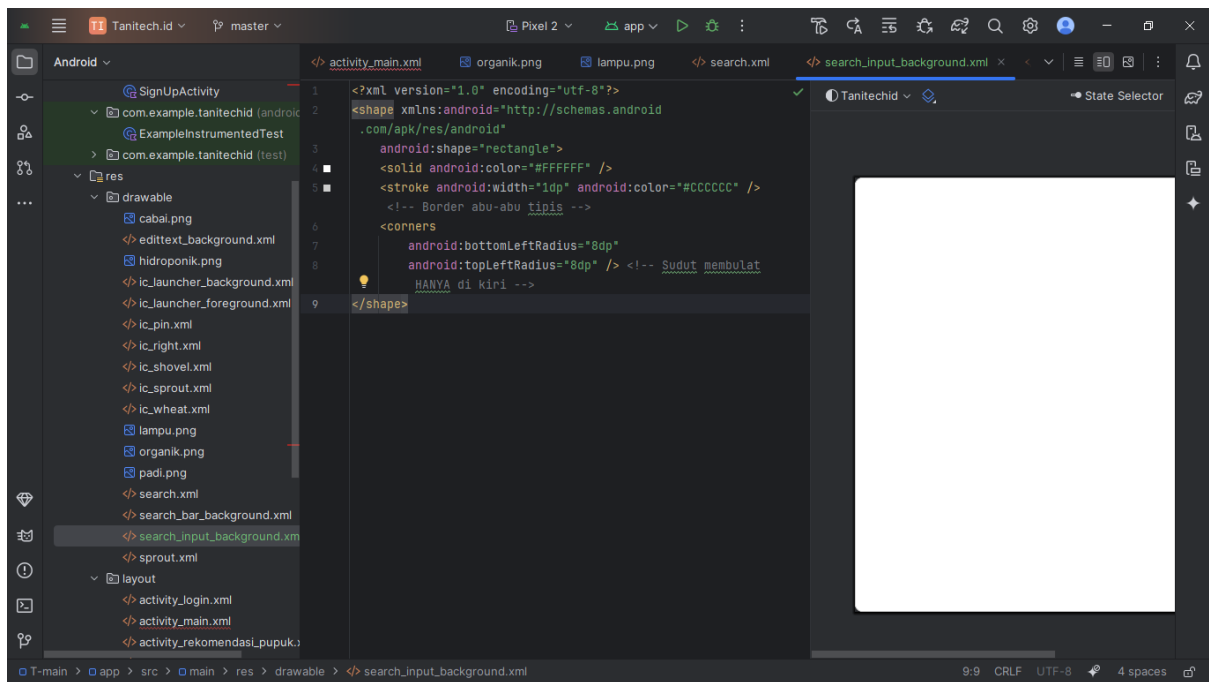 TI Tanitech.id master Pixel 2 app
Android
activity_main.xml organik.png lampu.png search.xml search_input_background.xml
SignUpActivity
com.example.tanitechid (androic
ExampleInstrumentedTest
com.example.tanitechid (test)
res
drawable
cabai.png
edittext_background.xml
hidroponik.png
ic_launcher_background.xml
ic_launcher_foreground.xml
ic_pin.xml
ic_right.xml
ic_shovel.xml
ic_sprout.xml
ic_wheat.xml
lampu.png
organik.png
padi.png
search.xml
search_bar_background.xml
search_input_background.xm
sprout.xml
layout
activity_login.xml
activity_main.xml
activity_rekomendasi_pupuk.
1 <?xml version="1.0" encoding="utf-8"?>
2 <shape xmlns:android="http://schemas.android
.com/apk/res/android"
3 android:shape="rectangle">
4 <solid android:color="#FFFFFF" />
5 <stroke android:width="1dp" android:color="#CCCCCC" />
<!-- Border abu-abu tipis -->
6 <corners
7 android:bottomLeftRadius="8dp"
8 android:topLeftRadius="8dp" /> <!-- Sudut membulat
HANYA di kiri -->
9 </shape>
Tanitechid State Selector
T-main > app > src > main > res > drawable > search_input_background.xml 9:9 CRLF UTF-8 4 spaces